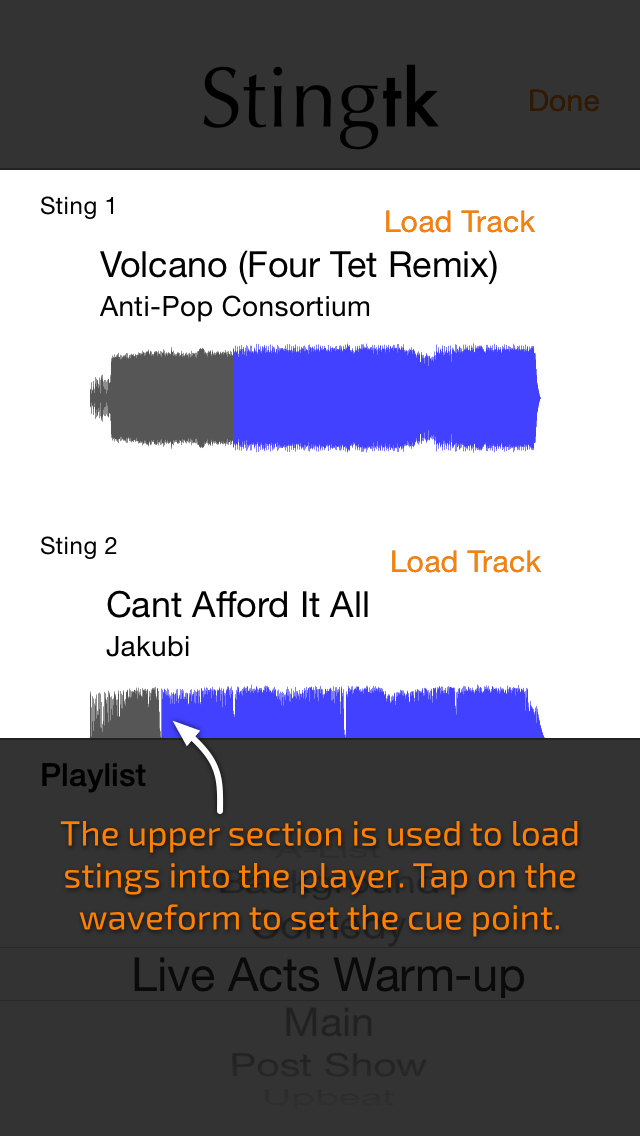 Stingtk
Done
Sting 1
Load Track
Volcano (Four Tet Remix)
Anti-Pop Consortium
Sting 2
Load Track
Cant Afford It All
Jakubi
Playlist
The upper section is used to load
stings into the player. Tap on the
waveform to set the cue point.
A-List
Background
Comedy
Live Acts Warm-up
Main
Post Show
Upbeat